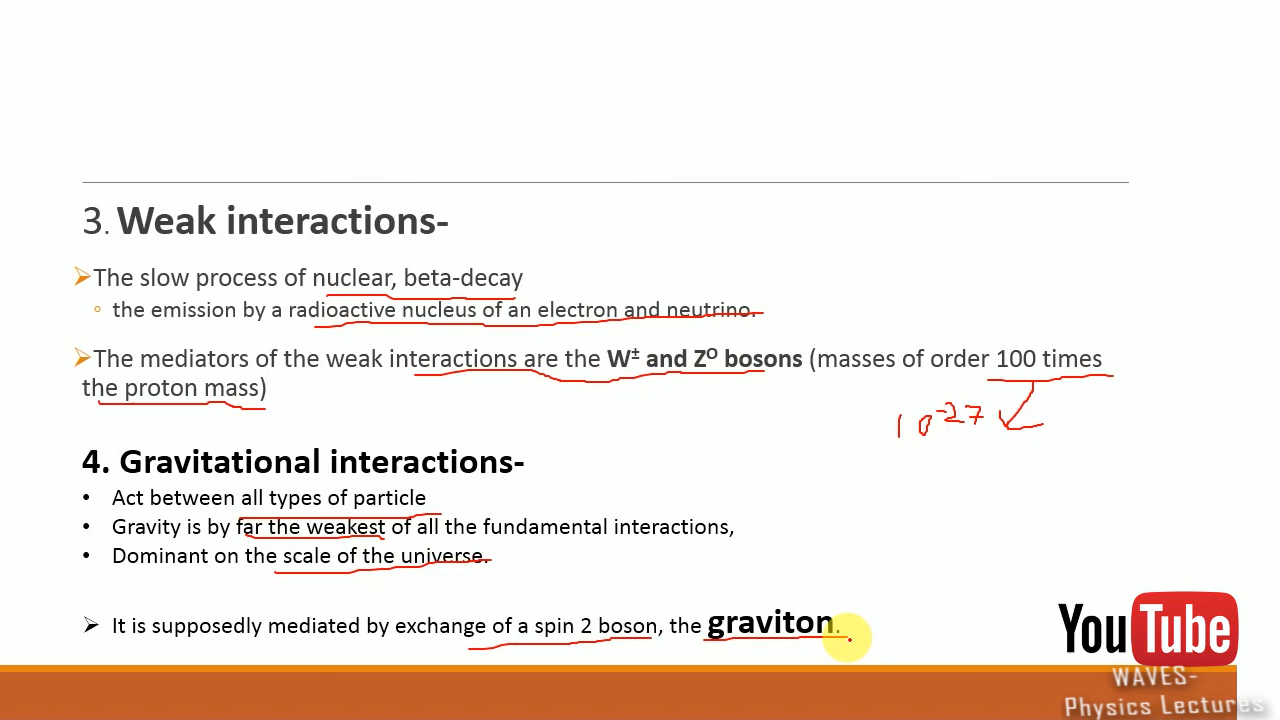 3. Weak interactions-
➢The slow process of nuclear, beta-decay
◦ the emission by a radioactive nucleus of an electron and neutrino.
➢The mediators of the weak interactions are the W± and Z⁰ bosons (masses of order 100 times
the proton mass)
10⁻²⁷
4. Gravitational interactions-
• Act between all types of particle
• Gravity is by far the weakest of all the fundamental interactions,
• Dominant on the scale of the universe.
➢ It is supposedly mediated by exchange of a spin 2 boson, the graviton.
YouTube
WAVES-
Physics Lectures